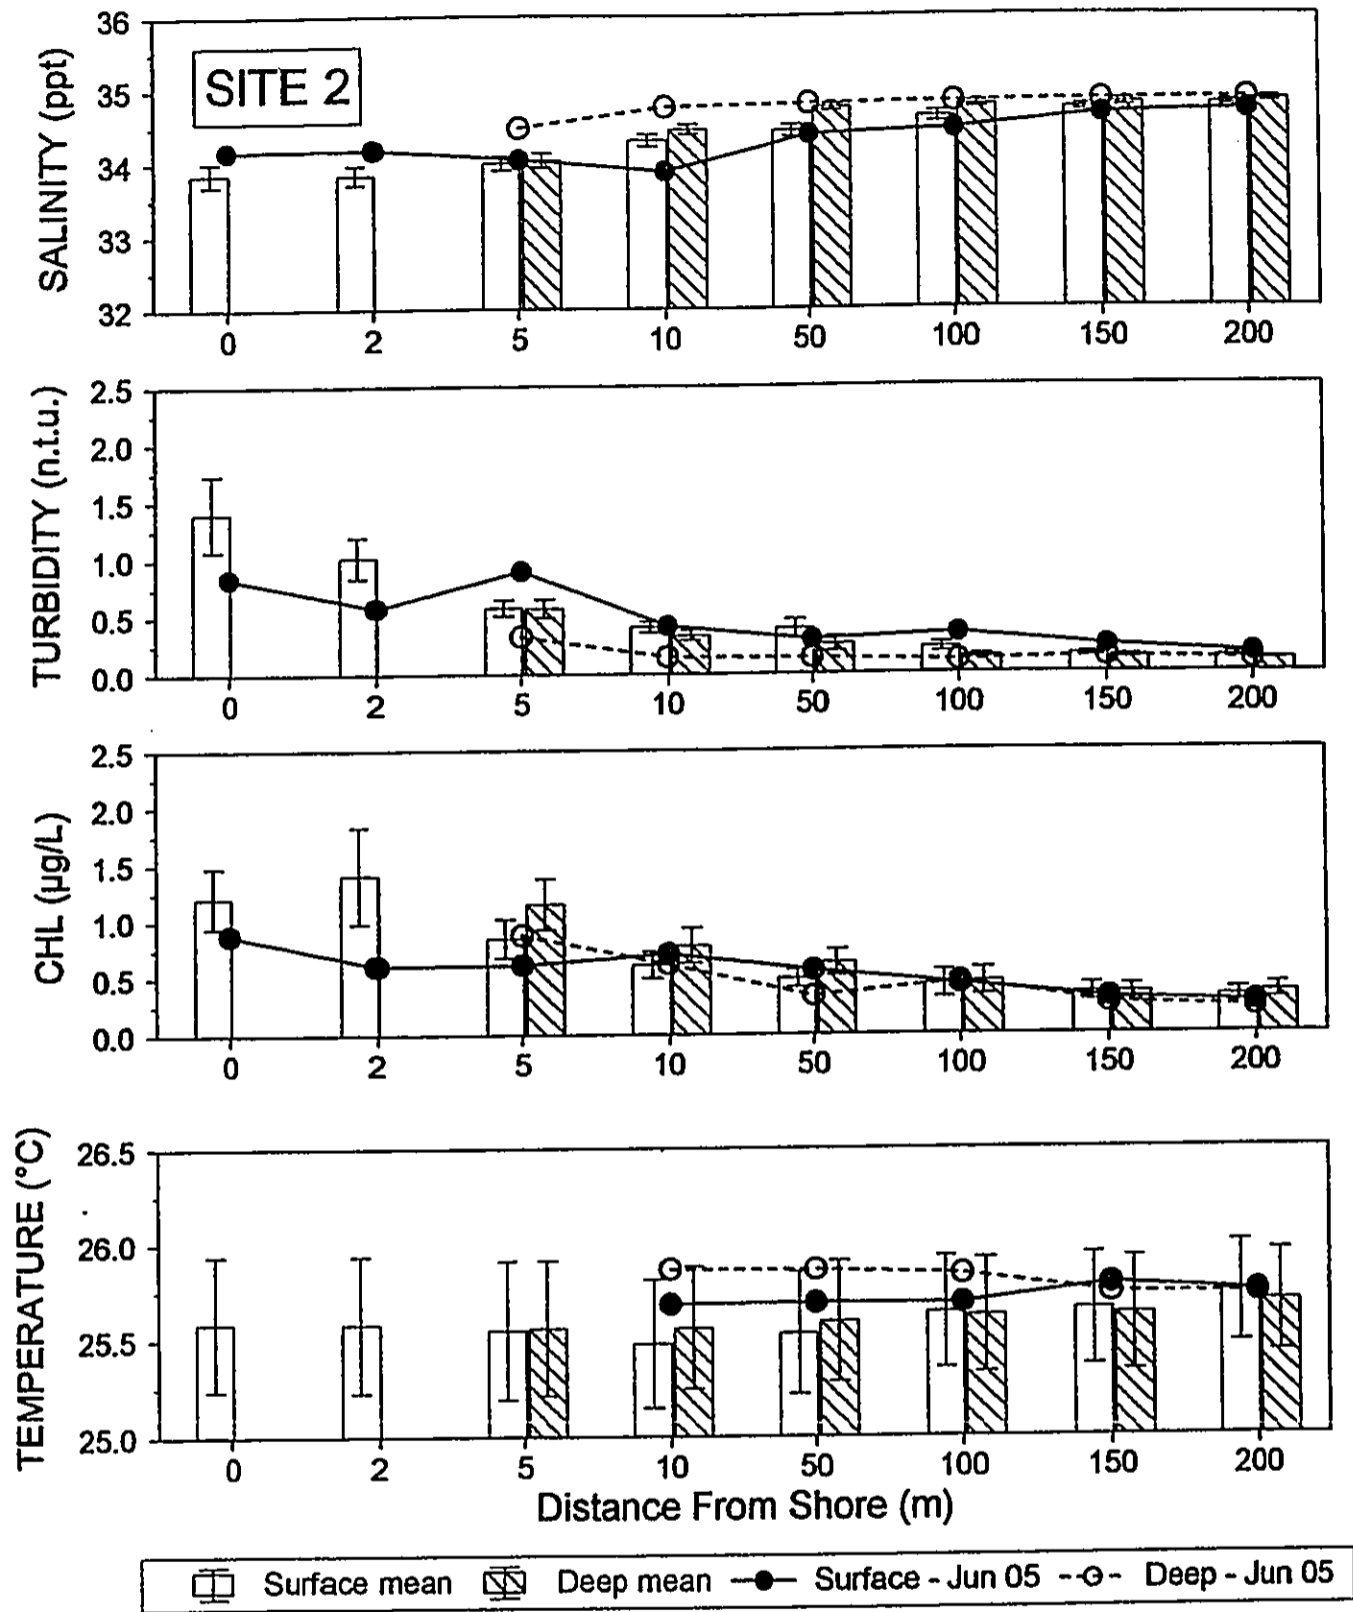 SITE 2
SALINITY (ppt)
36
35
34
33
32
0 2 5 10 50 100 150 200
TURBIDITY (n.t.u.)
2.5
2.0
1.5
1.0
0.5
0.0
0 2 5 10 50 100 150 200
CHL (µg/L)
2.5
2.0
1.5
1.0
0.5
0.0
0 2 5 10 50 100 150 200
TEMPERATURE (°C)
26.5
26.0
25.5
25.0
0 2 5 10 50 100 150 200
Distance From Shore (m)
Surface mean Deep mean Surface - Jun 05 Deep - Jun 05